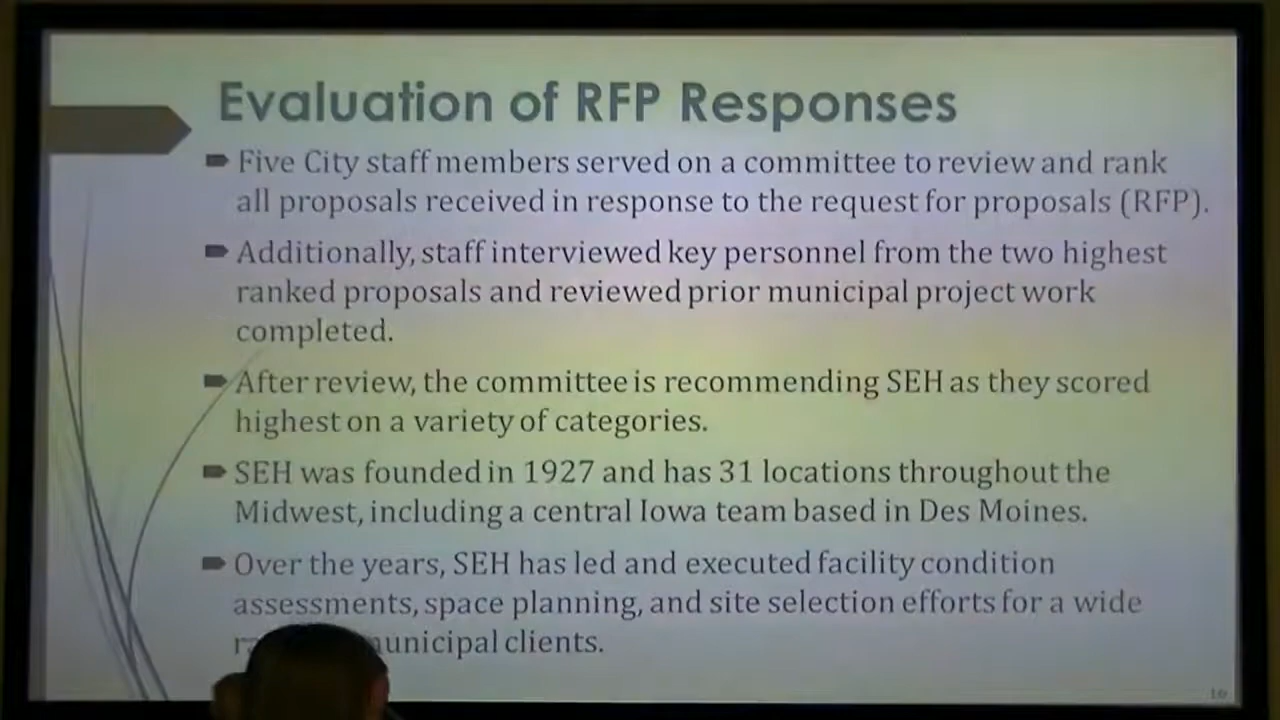 Evaluation of RFP Responses
Five City staff members served on a committee to review and rank
all proposals received in response to the request for proposals (RFP).
Additionally, staff interviewed key personnel from the two highest
ranked proposals and reviewed prior municipal project work
completed.
After review, the committee is recommending SEH as they scored
highest on a variety of categories.
SEH was founded in 1927 and has 31 locations throughout the
Midwest, including a central Iowa team based in Des Moines.
Over the years, SEH has led and executed facility condition
assessments, space planning, and site selection efforts for a wide
municipal clients.